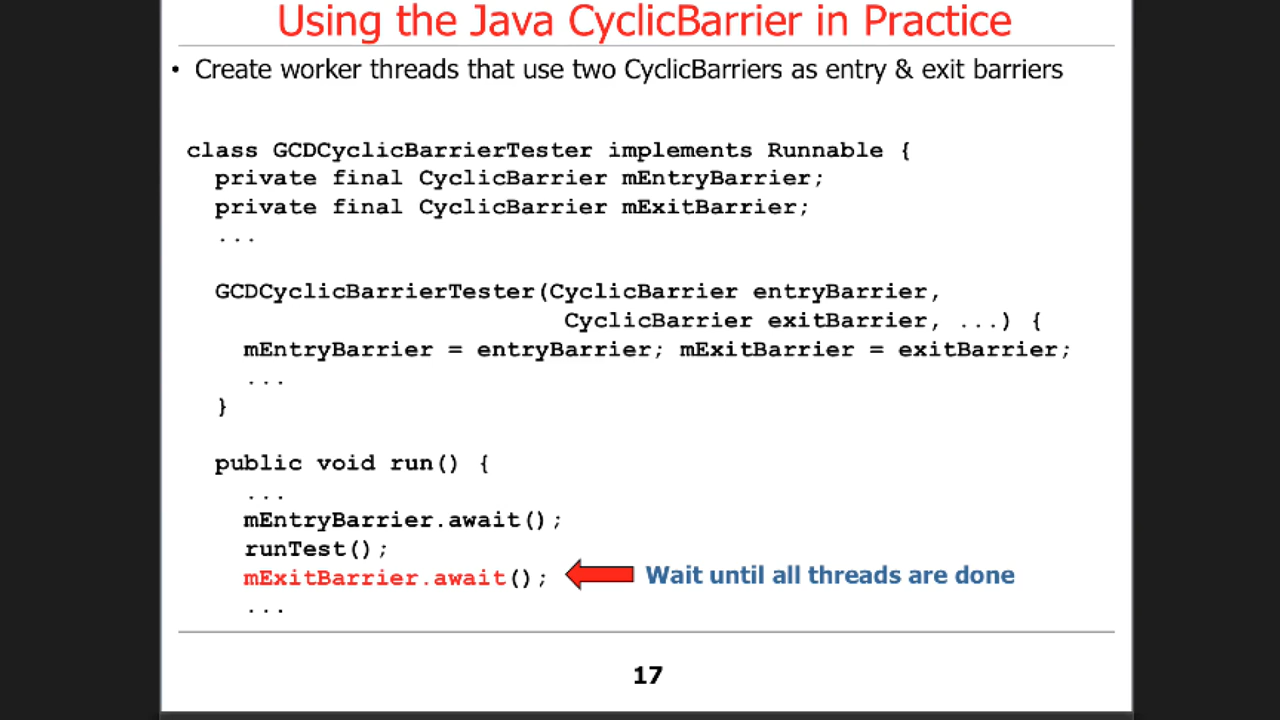 Using the Java CyclicBarrier in Practice
• Create worker threads that use two CyclicBarriers as entry & exit barriers
class GCDCyclicBarrierTester implements Runnable {
private final CyclicBarrier mEntryBarrier;
private final CyclicBarrier mExitBarrier;
...
GCDCyclicBarrierTester(CyclicBarrier entryBarrier,
CyclicBarrier exitBarrier, ...) {
mEntryBarrier = entryBarrier; mExitBarrier = exitBarrier;
...
}
public void run() {
...
mEntryBarrier.await();
runTest();
mExitBarrier.await(); Wait until all threads are done
...
17